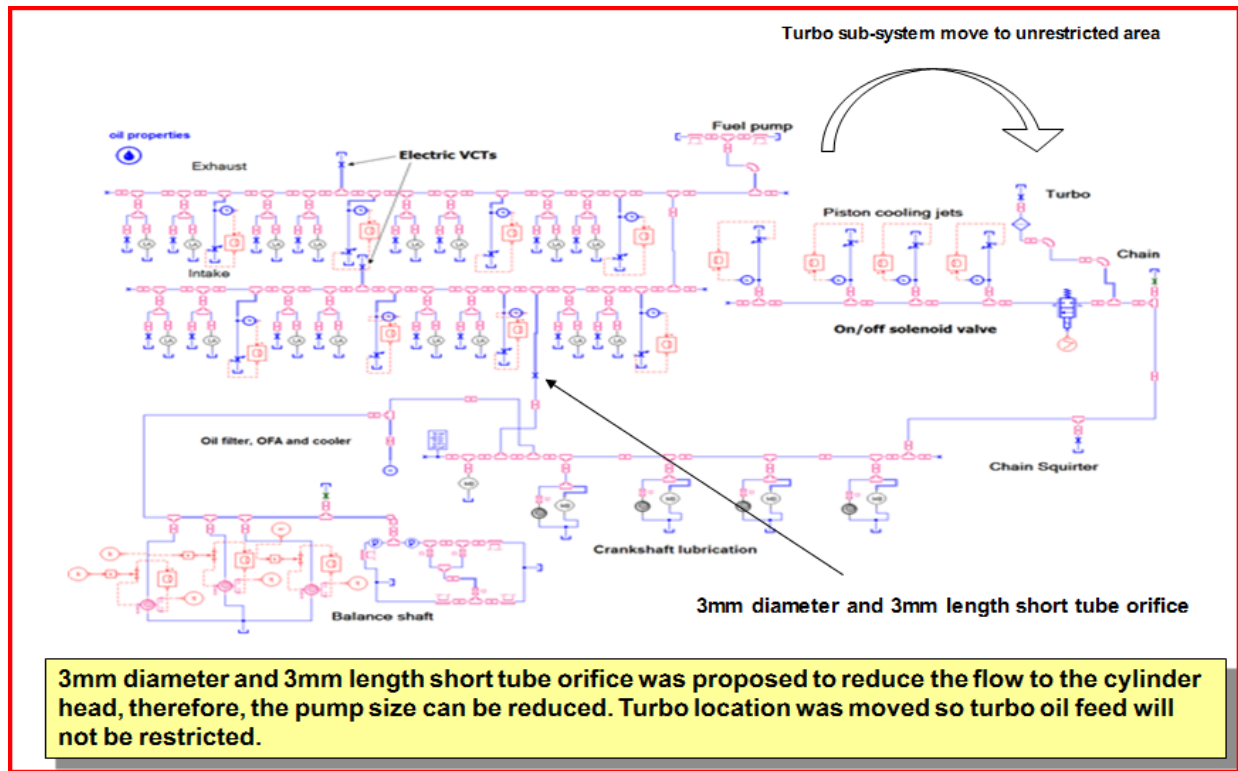 Turbo sub-system move to unrestricted area
Fuel pump
oil properties
Exhaust
Electric VCTs
Turbo
Piston cooling jets
Chain
Intake
On/off solenoid valve
Oil filter, OFA and cooler
Chain Squirter
Crankshaft lubrication
3mm diameter and 3mm length short tube orifice
Balance shaft
3mm diameter and 3mm length short tube orifice was proposed to reduce the flow to the cylinder
head, therefore, the pump size can be reduced. Turbo location was moved so turbo oil feed will
not be restricted.